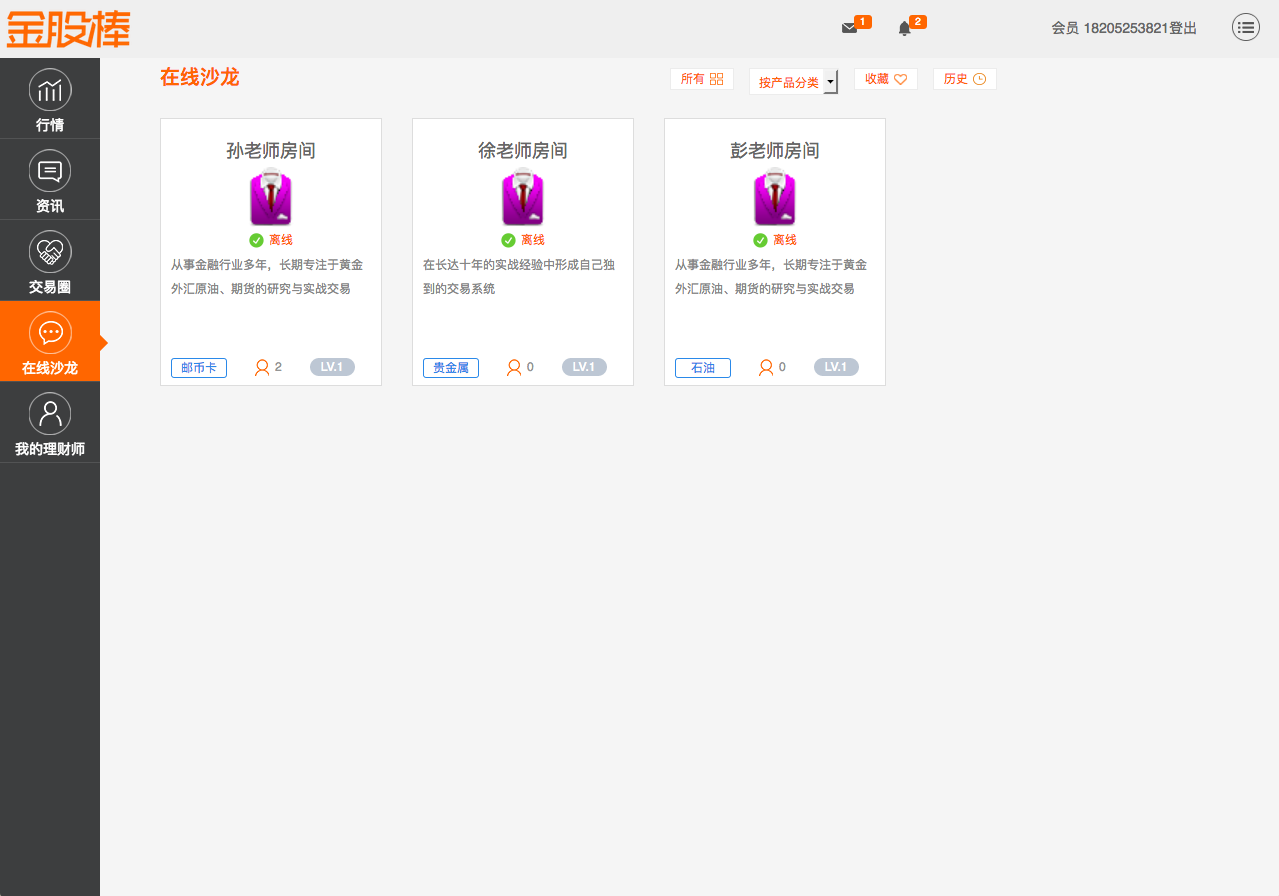 金股棒
1
2
会员 18205253821登出
行情
资讯
交易圈
在线沙龙
我的理财师
在线沙龙
所有
按产品分类
收藏
历史
孙老师房间
离线
从事金融行业多年，长期专注于黄金
外汇原油、期货的研究与实战交易
邮币卡
2
LV.1
徐老师房间
离线
在长达十年的实战经验中形成自己独
到的交易系统
贵金属
0
LV.1
彭老师房间
离线
从事金融行业多年，长期专注于黄金
外汇原油、期货的研究与实战交易
石油
0
LV.1